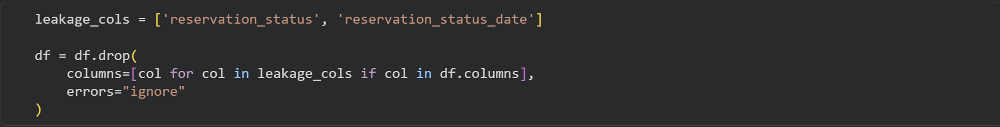 leakage_cols = ['reservation_status', 'reservation_status_date']
df = df.drop(
    columns=[col for col in leakage_cols if col in df.columns],
    errors="ignore"
)